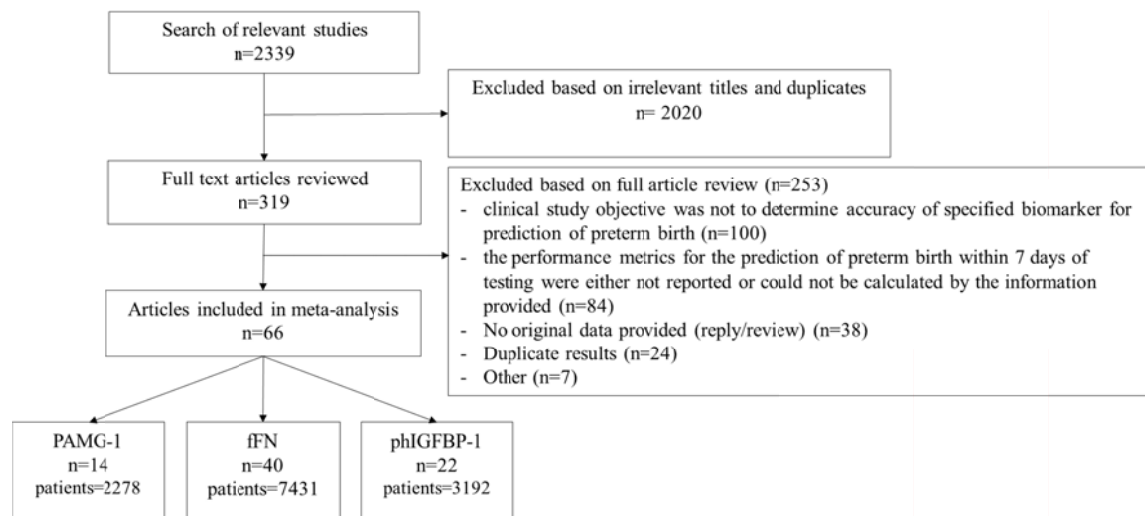 Search of relevant studies
n=2339
Excluded based on irrelevant titles and duplicates
n= 2020
Full text articles reviewed
n=319
Excluded based on full article review (n=253)
- clinical study objective was not to determine accuracy of specified biomarker for
prediction of preterm birth (n=100)
- the performance metrics for the prediction of preterm birth within 7 days of
testing were either not reported or could not be calculated by the information
provided (n=84)
- No original data provided (reply/review) (n=38)
- Duplicate results (n=24)
- Other (n=7)
Articles included in meta-analysis
n=66
PAMG-1
n=14
patients=2278
fFN
n=40
patients=7431
phIGFBP-1
n=22
patients=3192